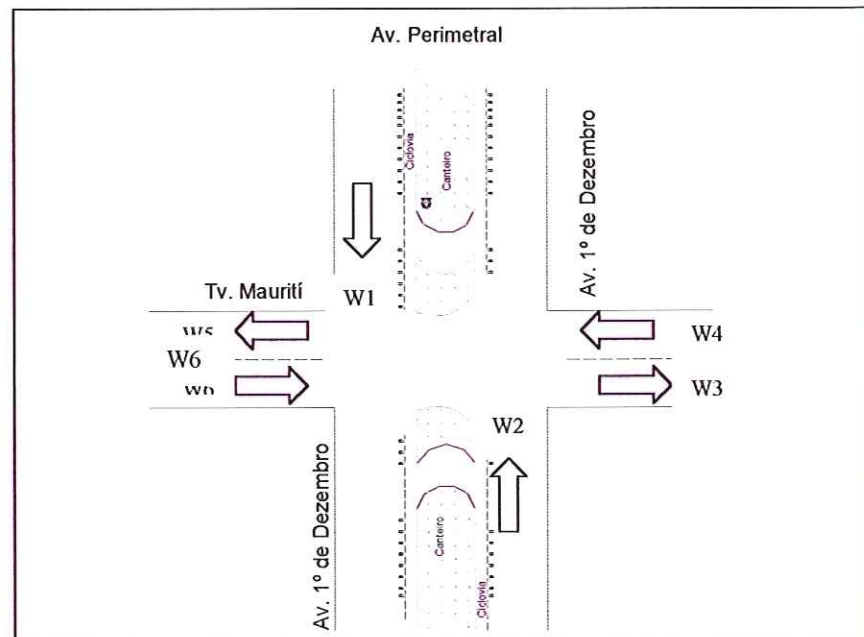 Av. Perimetral
Ciclovia
Canteiro
Av. 1º de Dezembro
Tv. Maurití
W1
W4
W6
W3
W2
Av. 1º de Dezembro
Canteiro
Ciclovia